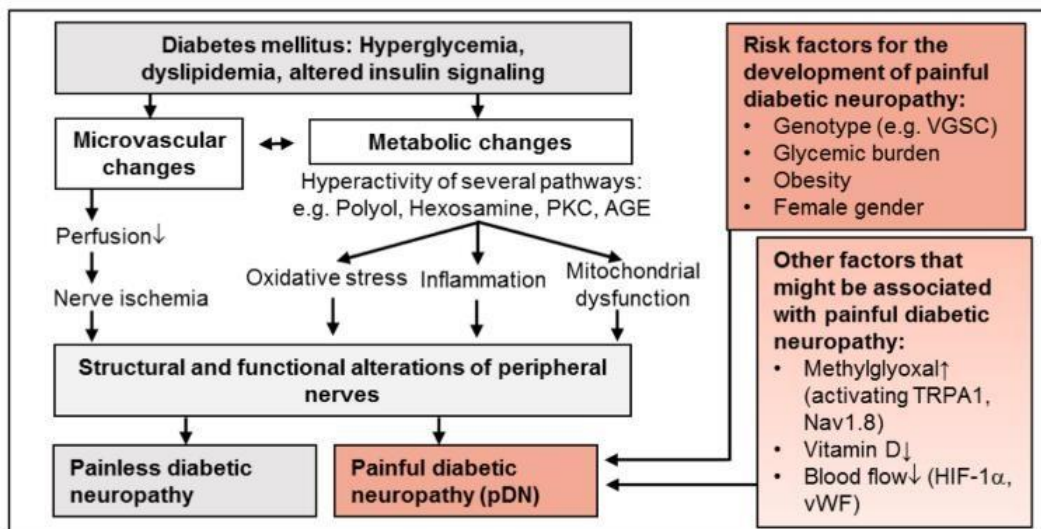 Diabetes mellitus: Hyperglycemia,
dyslipidemia, altered insulin signaling
Microvascular
changes
Metabolic changes
Hyperactivity of several pathways:
e.g. Polyol, Hexosamine, PKC, AGE
Perfusion↓
Nerve ischemia
Oxidative stress
Inflammation
Mitochondrial
dysfunction
Structural and functional alterations of peripheral
nerves
Painless diabetic
neuropathy
Painful diabetic
neuropathy (pDN)
Risk factors for the
development of painful
diabetic neuropathy:
• Genotype (e.g. VGSC)
• Glycemic burden
• Obesity
• Female gender
Other factors that
might be associated
with painful diabetic
neuropathy:
• Methylglyoxal↑
(activating TRPA1,
Nav1.8)
• Vitamin D↓
• Blood flow↓ (HIF-1α,
vWF)